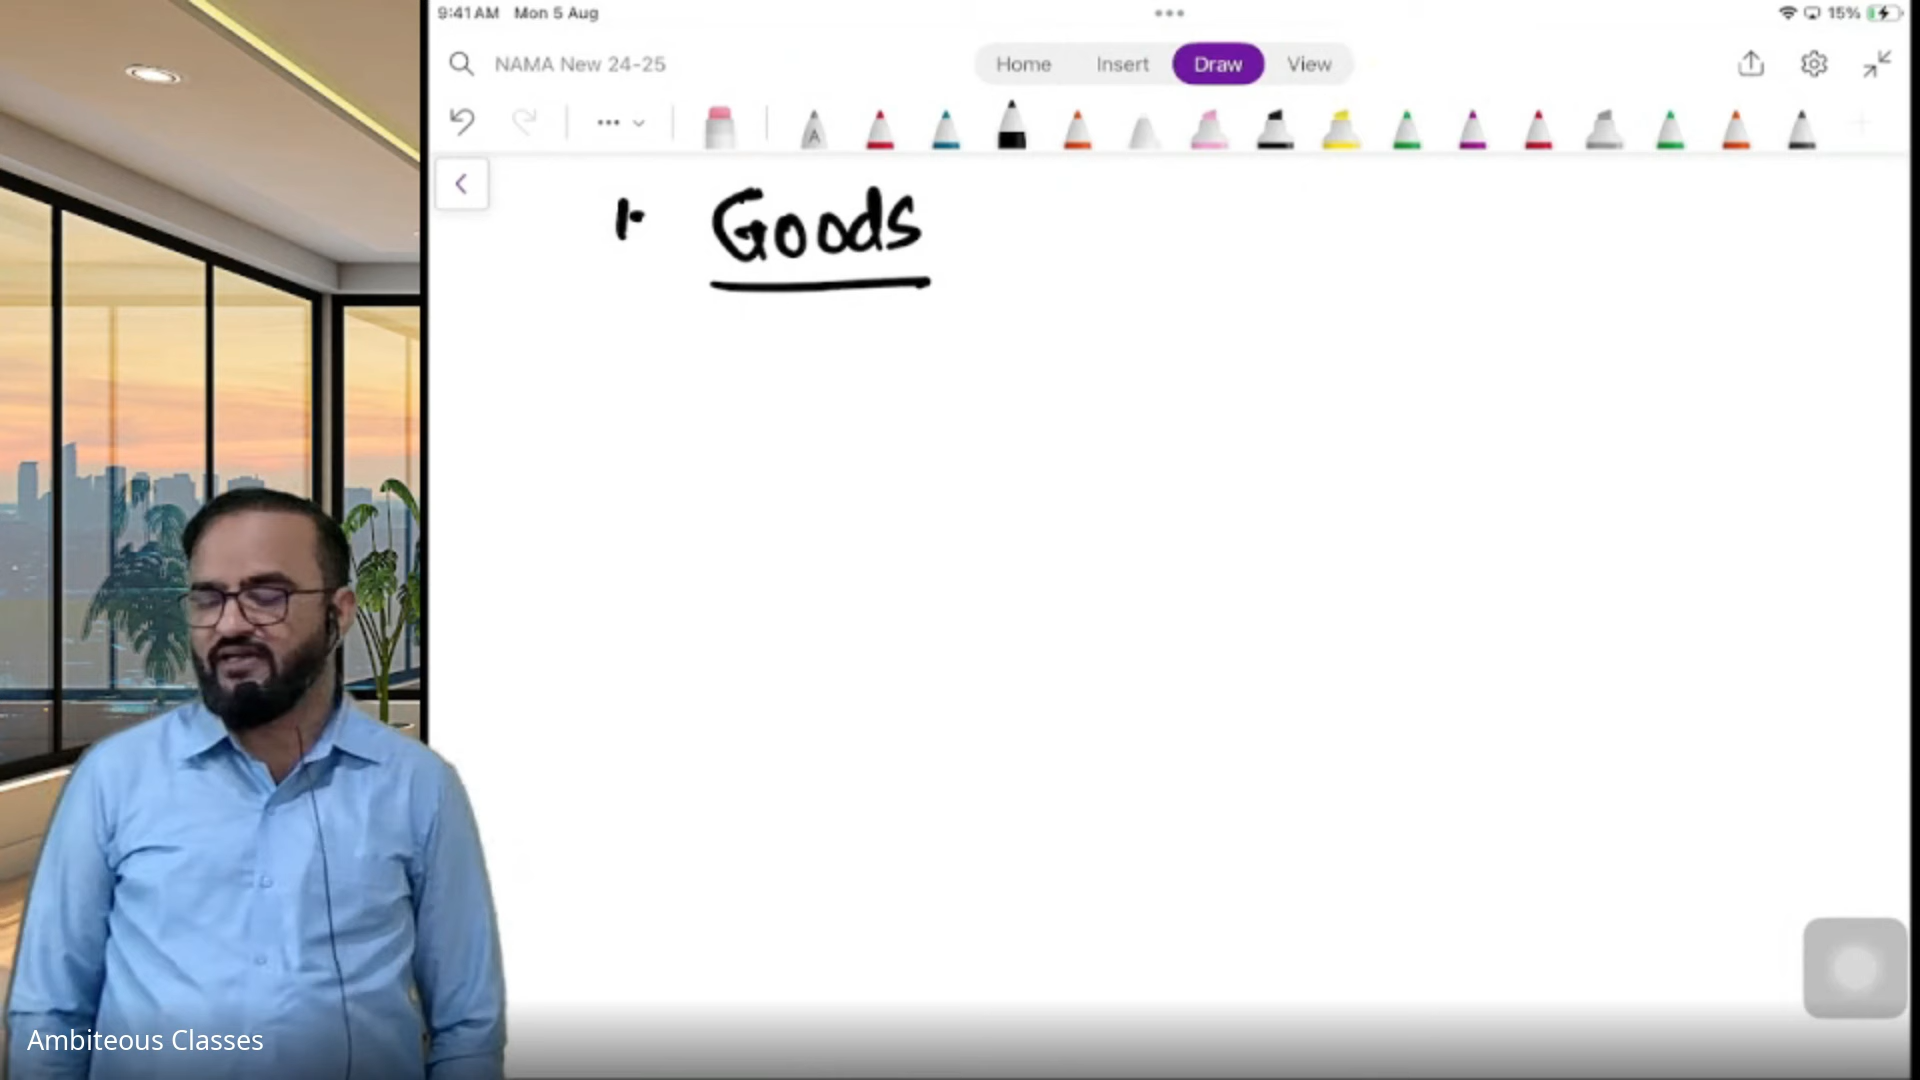 9:41 AM Mon 5 Aug
15%
NAMA New 24-25
Home Insert Draw View
A
1. Goods
Ambiteous Classes